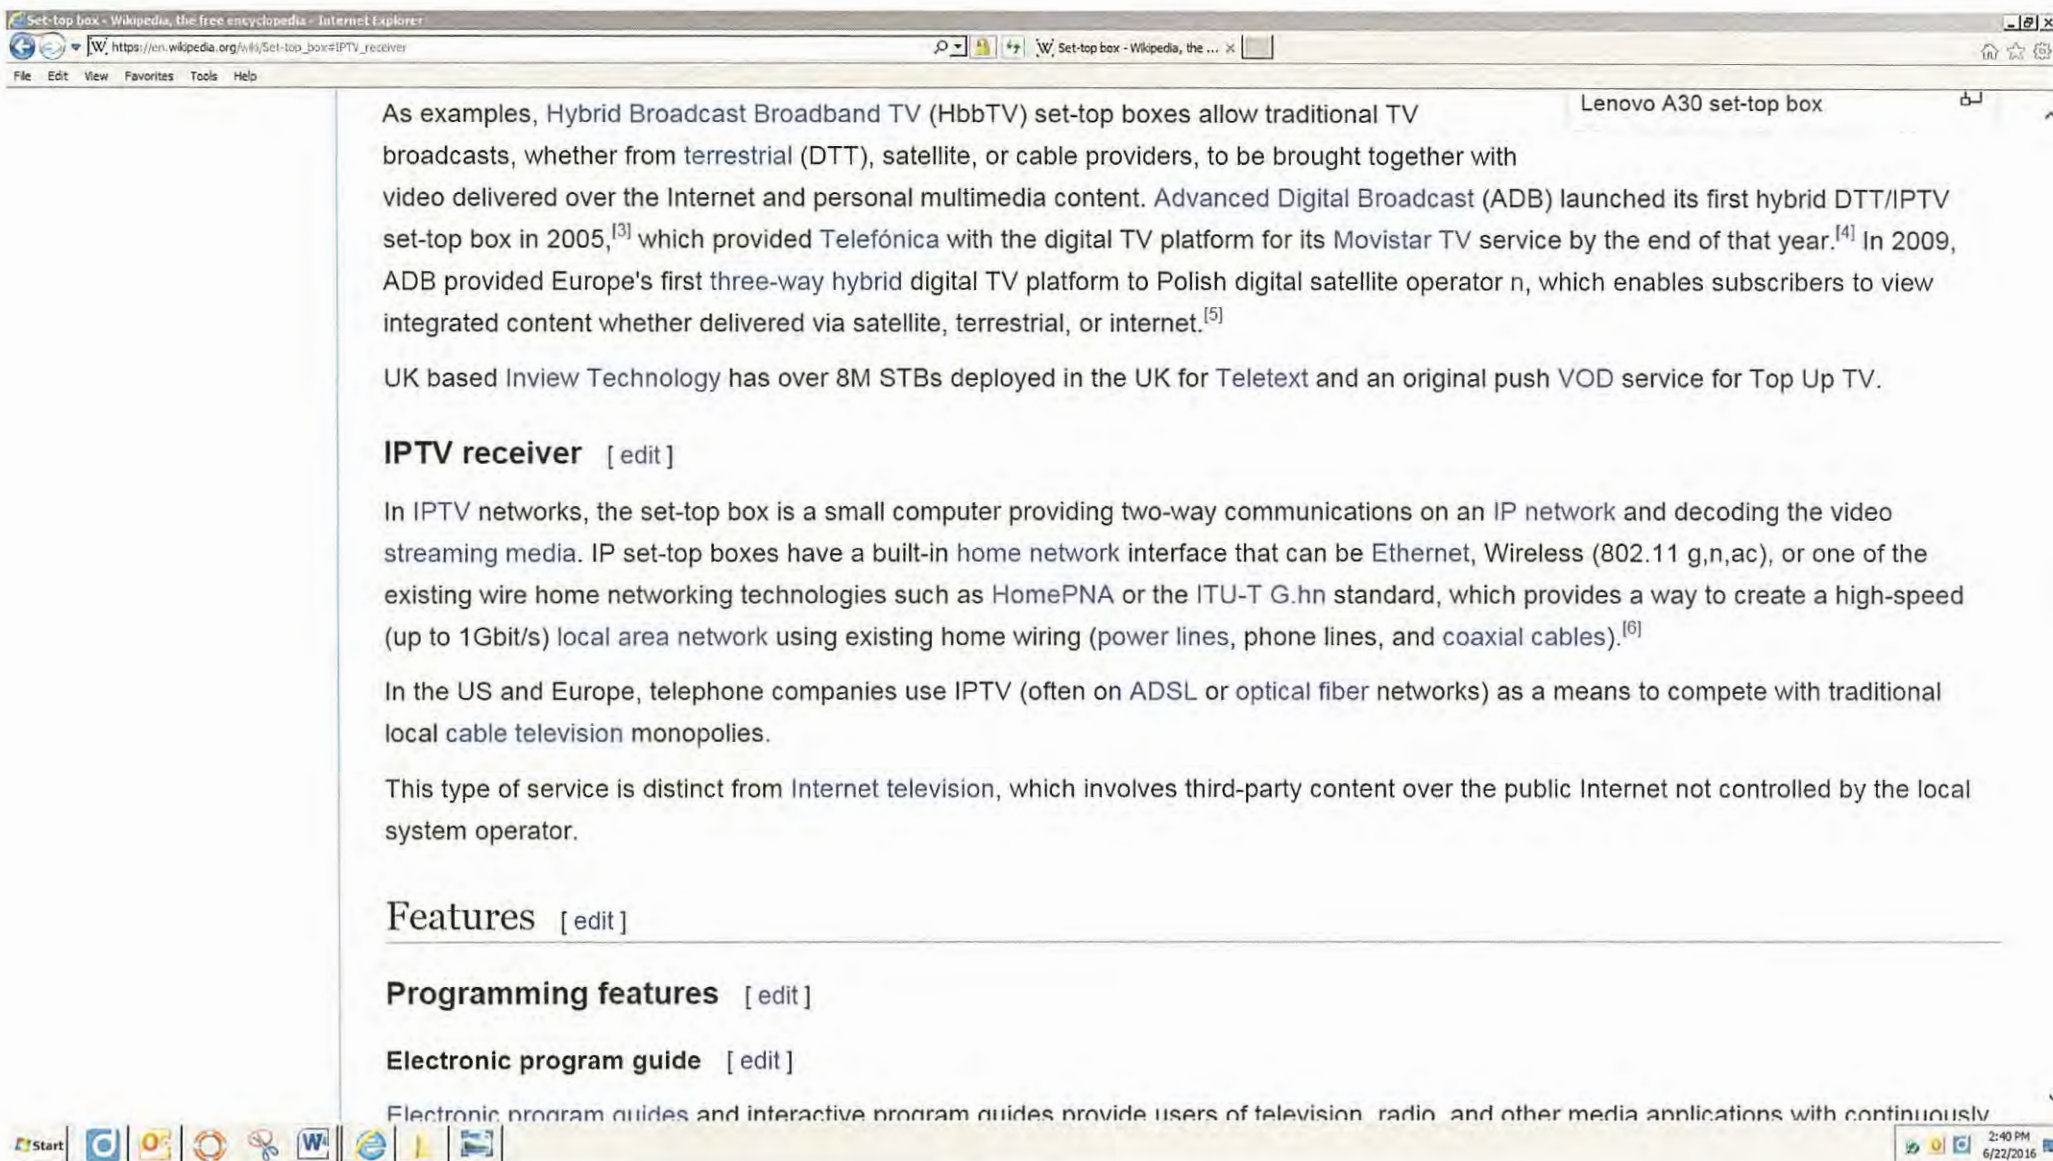 Set-top box - Wikipedia, the free encyclopedia - Internet Explorer
https://en.wikipedia.org/wiki/Set-top_box#IPTV_receiver
Set-top box - Wikipedia, the ...
File Edit View Favorites Tools Help
Lenovo A30 set-top box
As examples, Hybrid Broadcast Broadband TV (HbbTV) set-top boxes allow traditional TV
broadcasts, whether from terrestrial (DTT), satellite, or cable providers, to be brought together with
video delivered over the Internet and personal multimedia content. Advanced Digital Broadcast (ADB) launched its first hybrid DTT/IPTV
set-top box in 2005,[3] which provided Telefónica with the digital TV platform for its Movistar TV service by the end of that year.[4] In 2009,
ADB provided Europe's first three-way hybrid digital TV platform to Polish digital satellite operator n, which enables subscribers to view
integrated content whether delivered via satellite, terrestrial, or internet.[5]
UK based Inview Technology has over 8M STBs deployed in the UK for Teletext and an original push VOD service for Top Up TV.
IPTV receiver [ edit ]
In IPTV networks, the set-top box is a small computer providing two-way communications on an IP network and decoding the video
streaming media. IP set-top boxes have a built-in home network interface that can be Ethernet, Wireless (802.11 g,n,ac), or one of the
existing wire home networking technologies such as HomePNA or the ITU-T G.hn standard, which provides a way to create a high-speed
(up to 1Gbit/s) local area network using existing home wiring (power lines, phone lines, and coaxial cables).[6]
In the US and Europe, telephone companies use IPTV (often on ADSL or optical fiber networks) as a means to compete with traditional
local cable television monopolies.
This type of service is distinct from Internet television, which involves third-party content over the public Internet not controlled by the local
system operator.
Features [ edit ]
Programming features [ edit ]
Electronic program guide [ edit ]
Electronic program guides and interactive program guides provide users of television, radio, and other media applications with continuously
Start
2:40 PM
6/22/2016